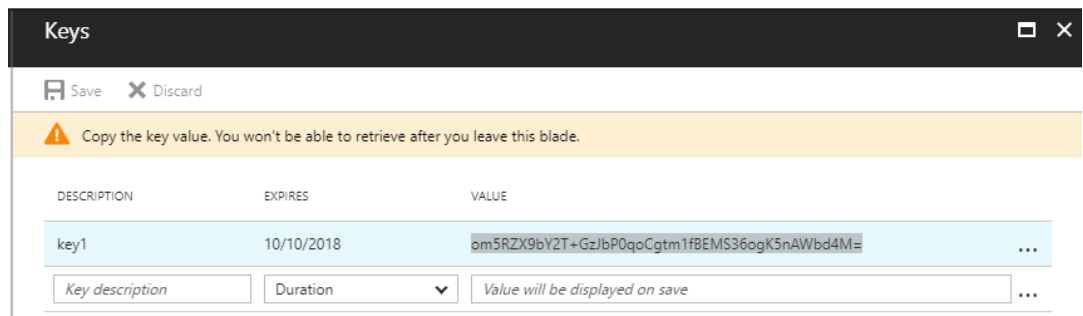 Keys
Save Discard
Copy the key value. You won't be able to retrieve after you leave this blade.
DESCRIPTION EXPIRES VALUE
key1 10/10/2018 om5RZX9bY2T+GzJbP0qoCgtm1fBEMS36ogK5nAWbd4M= ...
Key description Duration Value will be displayed on save ...